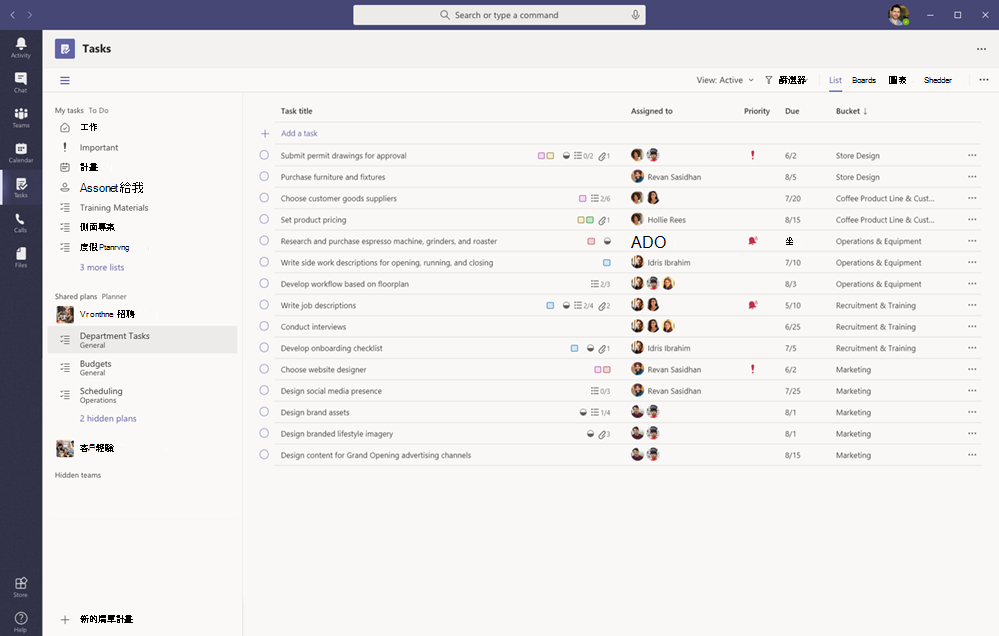 Search or type a command
Activity
Chat
Teams
Calendar
Tasks
Calls
Files
Store
Help
Tasks
View: Active
篩選器
List
Boards
圖表
Shedder
My tasks To Do
工作
Important
計畫
Assonet給我
Training Materials
側面專案
度假Ptanrvng
3 more lists
Shared plans Planner
Vronthne 招聘
Department Tasks
General
Budgets
General
Scheduling
Operations
2 hidden plans
客戶經驗
Hidden teams
新的清單計畫
Task title Assigned to Priority Due Bucket ↓
Add a task
Submit permit drawings for approval 0/2 1 6/2 Store Design
Purchase furniture and fixtures Revan Sasidhan 8/5 Store Design
Choose customer goods suppliers 2/6 7/20 Coffee Product Line & Cust...
Set product pricing 1 Hollie Rees 8/15 Coffee Product Line & Cust...
Research and purchase espresso machine, grinders, and roaster ADO Operations & Equipment
Write side work descriptions for opening, running, and closing Idris Ibrahim 7/10 Operations & Equipment
Develop workflow based on floorplan 2/3 8/3 Operations & Equipment
Write job descriptions 2/4 2 5/10 Recruitment & Training
Conduct interviews 6/25 Recruitment & Training
Develop onboarding checklist 1 Idris Ibrahim 7/5 Recruitment & Training
Choose website designer Revan Sasidhan 6/2 Marketing
Design social media presence 0/3 Revan Sasidhan 7/25 Marketing
Design brand assets 1/4 8/1 Marketing
Design branded lifestyle imagery 3 8/1 Marketing
Design content for Grand Opening advertising channels 8/15 Marketing